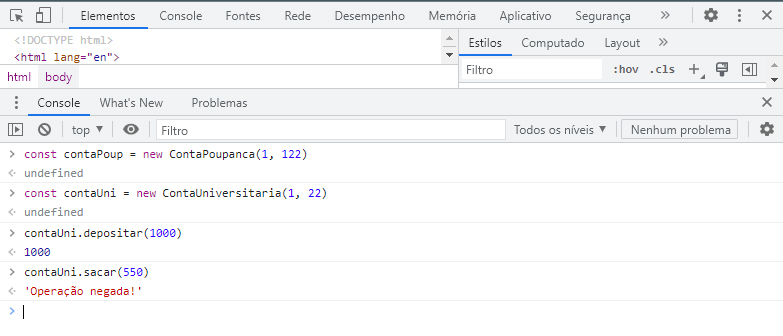 Elementos Console Fontes Rede Desempenho Memória Aplicativo Segurança »
<!DOCTYPE html>
<html lang="en">
html body
Estilos Computado Layout »
Filtro :hov .cls +
Console What's New Problemas
top Filtro Todos os níveis Nenhum problema
> const contaPoup = new ContaPoupanca(1, 122)
undefined
> const contaUni = new ContaUniversitaria(1, 22)
undefined
> contaUni.depositar(1000)
1000
> contaUni.sacar(550)
'Operação negada!'
>